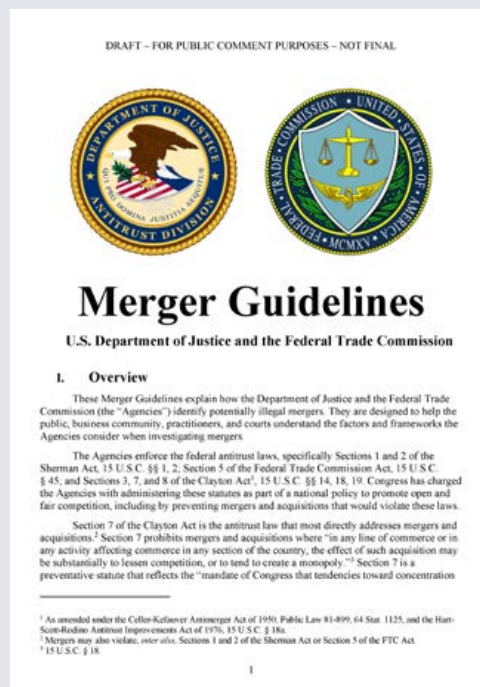 DRAFT – FOR PUBLIC COMMENT PURPOSES – NOT FINAL
DEPARTMENT OF JUSTICE
QUI PRO DOMINA JUSTITIA SEQUITUR
ANTITRUST DIVISION
FEDERAL TRADE COMMISSION • UNITED STATES OF AMERICA
MCMXV
Merger Guidelines
U.S. Department of Justice and the Federal Trade Commission
I. Overview
These Merger Guidelines explain how the Department of Justice and the Federal Trade
Commission (the “Agencies”) identify potentially illegal mergers. They are designed to help the
public, business community, practitioners, and courts understand the factors and frameworks the
Agencies consider when investigating mergers.
The Agencies enforce the federal antitrust laws, specifically Sections 1 and 2 of the
Sherman Act, 15 U.S.C. §§ 1, 2; Section 5 of the Federal Trade Commission Act, 15 U.S.C.
§ 45; and Sections 3, 7, and 8 of the Clayton Act¹, 15 U.S.C. §§ 14, 18, 19. Congress has charged
the Agencies with administering these statutes as part of a national policy to promote open and
fair competition, including by preventing mergers and acquisitions that would violate these laws.
Section 7 of the Clayton Act is the antitrust law that most directly addresses mergers and
acquisitions.² Section 7 prohibits mergers and acquisitions where “in any line of commerce or in
any activity affecting commerce in any section of the country, the effect of such acquisition may
be substantially to lessen competition, or to tend to create a monopoly.”³ Section 7 is a
preventative statute that reflects the “mandate of Congress that tendencies toward concentration
¹ As amended under the Celler-Kefauver Antimerger Act of 1950, Public Law 81-899, 64 Stat. 1125, and the Hart-
Scott-Rodino Antitrust Improvements Act of 1976, 15 U.S.C. § 18a.
² Mergers may also violate, inter alia, Sections 1 and 2 of the Sherman Act or Section 5 of the FTC Act.
³ 15 U.S.C. § 18.
1